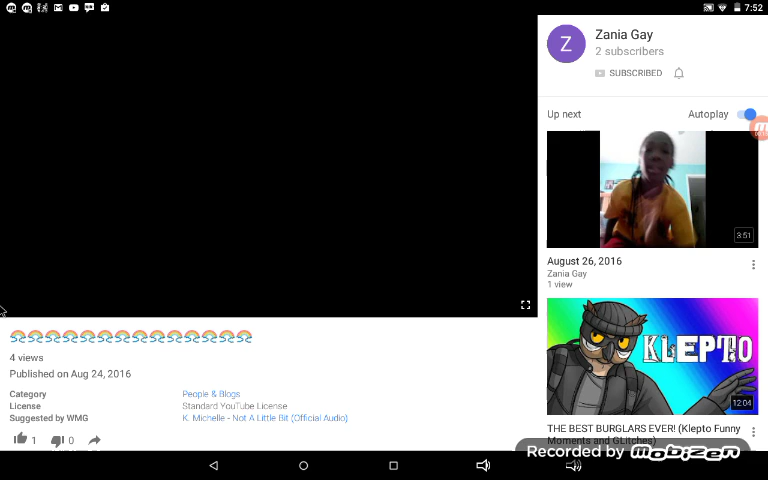 7:52
Z
Zania Gay
2 subscribers
SUBSCRIBED
Up next
Autoplay
3:51
August 26, 2016
Zania Gay
1 view
KLEPTO
12:04
THE BEST BURGLARS EVER! (Klepto Funny
Moments and GLitches)
4 views
Published on Aug 24, 2016
Category People & Blogs
License Standard YouTube License
Suggested by WMG K. Michelle - Not A Little Bit (Official Audio)
1 0
Recorded by mobizen